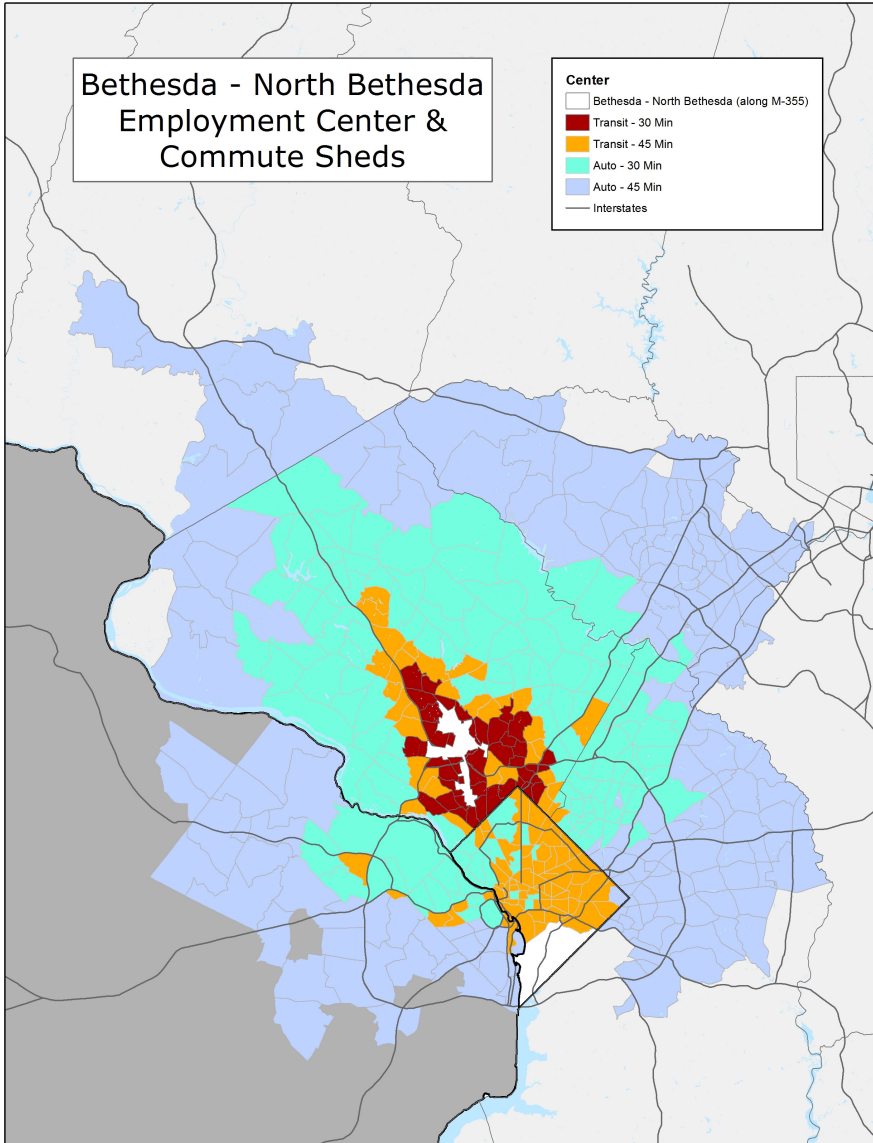 Bethesda - North Bethesda
Employment Center &
Commute Sheds
Center
Bethesda - North Bethesda (along M-355)
Transit - 30 Min
Transit - 45 Min
Auto - 30 Min
Auto - 45 Min
Interstates